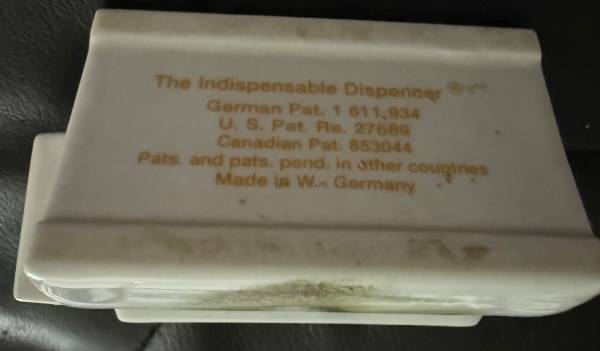 The Indispensable Dispencer ®
German Pat. 1 611,934
U. S. Pat. Re. 27689
Canadian Pat. 853044
Pats. and pats. pend. in other countries
Made in W. Germany